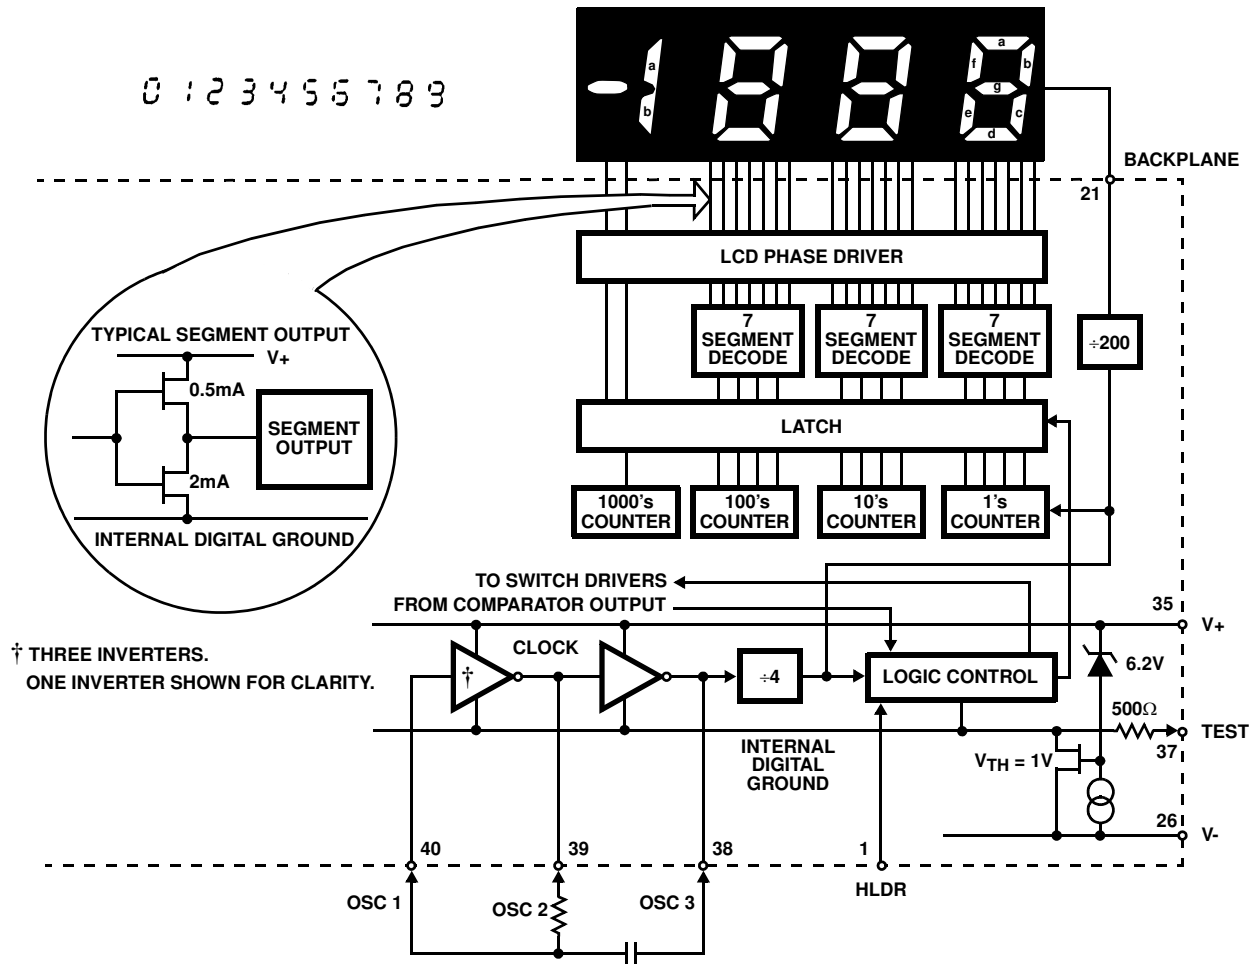 0 1 2 3 4 5 6 7 8 9
a
b
a
f
b
g
e
c
d
BACKPLANE
21
LCD PHASE DRIVER
TYPICAL SEGMENT OUTPUT
V+
0.5mA
SEGMENT
OUTPUT
2mA
INTERNAL DIGITAL GROUND
7
SEGMENT
DECODE
7
SEGMENT
DECODE
7
SEGMENT
DECODE
÷200
LATCH
1000's
COUNTER
100's
COUNTER
10's
COUNTER
1's
COUNTER
TO SWITCH DRIVERS
FROM COMPARATOR OUTPUT
35
V+
† THREE INVERTERS.
ONE INVERTER SHOWN FOR CLARITY.
CLOCK
†
÷4
LOGIC CONTROL
6.2V
500Ω
TEST
37
INTERNAL
DIGITAL
GROUND
VTH = 1V
26
V-
40
39
38
1
OSC 1
OSC 2
OSC 3
HLDR